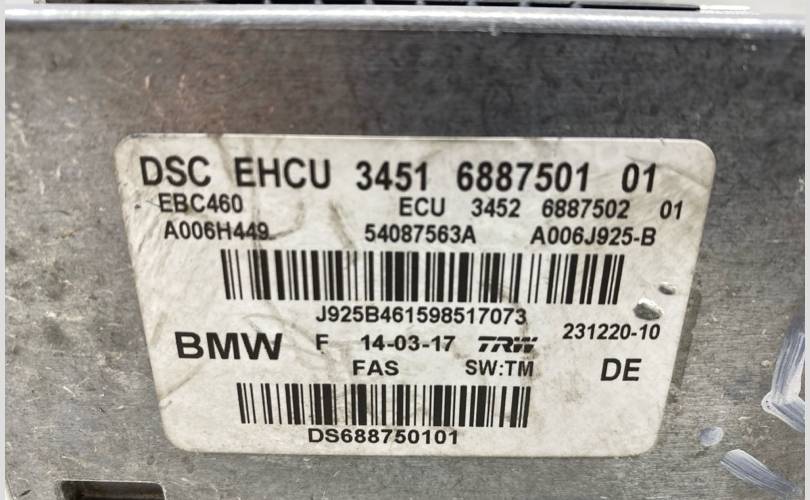 DSC EHCU 3451 6887501 01
EBC460 ECU 3452 6887502 01
A006H449 54087563A A006J925-B
J925B461598517073
BMW F 14-03-17 TRW 231220-10
FAS SW:TM DE
DS688750101